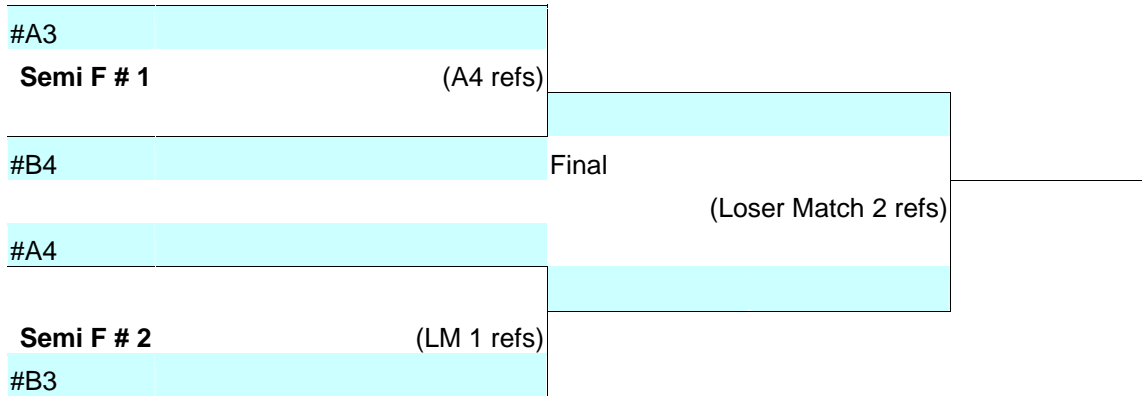 #A3
Semi F # 1 (A4 refs)
#B4 Final
(Loser Match 2 refs)
#A4
Semi F # 2 (LM 1 refs)
#B3